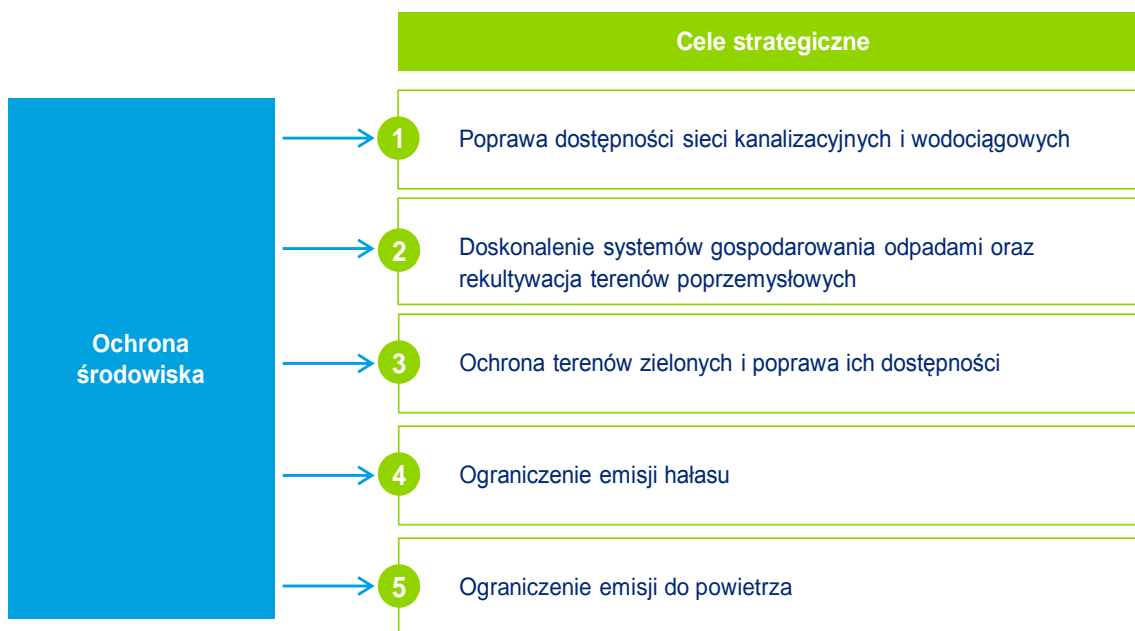 Cele strategiczne
Ochrona
środowiska
1
Poprawa dostępności sieci kanalizacyjnych i wodociągowych
2
Doskonalenie systemów gospodarowania odpadami oraz
rekultywacja terenów poprzemysłowych
3
Ochrona terenów zielonych i poprawa ich dostępności
4
Ograniczenie emisji hałasu
5
Ograniczenie emisji do powietrza